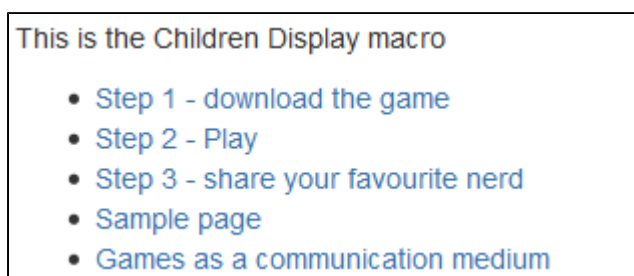 This is the Children Display macro
Step 1 - download the game
Step 2 - Play
Step 3 - share your favourite nerd
Sample page
Games as a communication medium